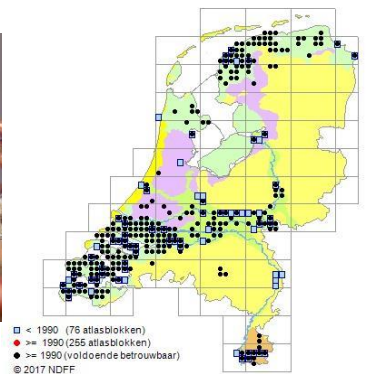 < 1990 (76 atlasblokken)
>= 1990 (255 atlasblokken)
>= 1990 (voldoende betrouwbaar)
© 2017 NDFF